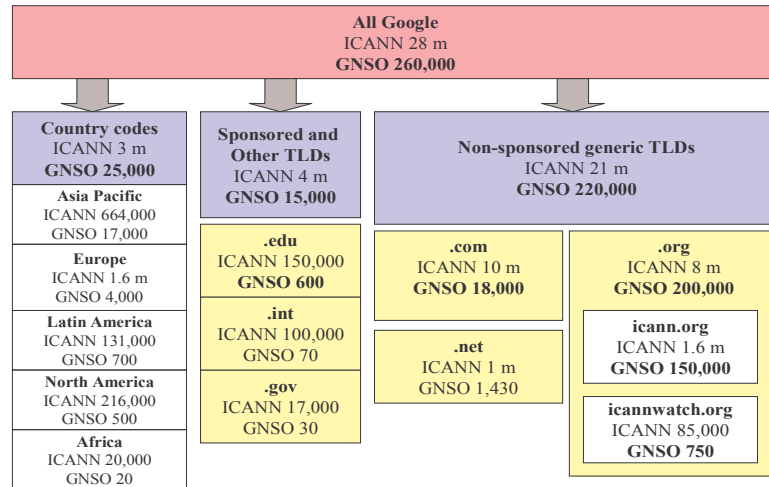 All Google
ICANN 28 m
GNSO 260,000
Country codes
ICANN 3 m
GNSO 25,000
Asia Pacific
ICANN 664,000
GNSO 17,000
Europe
ICANN 1.6 m
GNSO 4,000
Latin America
ICANN 131,000
GNSO 700
North America
ICANN 216,000
GNSO 500
Africa
ICANN 20,000
GNSO 20
Sponsored and
Other TLDs
ICANN 4 m
GNSO 15,000
.edu
ICANN 150,000
GNSO 600
.int
ICANN 100,000
GNSO 70
.gov
ICANN 17,000
GNSO 30
Non-sponsored generic TLDs
ICANN 21 m
GNSO 220,000
.com
ICANN 10 m
GNSO 18,000
.net
ICANN 1 m
GNSO 1,430
.org
ICANN 8 m
GNSO 200,000
icann.org
ICANN 1.6 m
GNSO 150,000
icannwatch.org
ICANN 85,000
GNSO 750